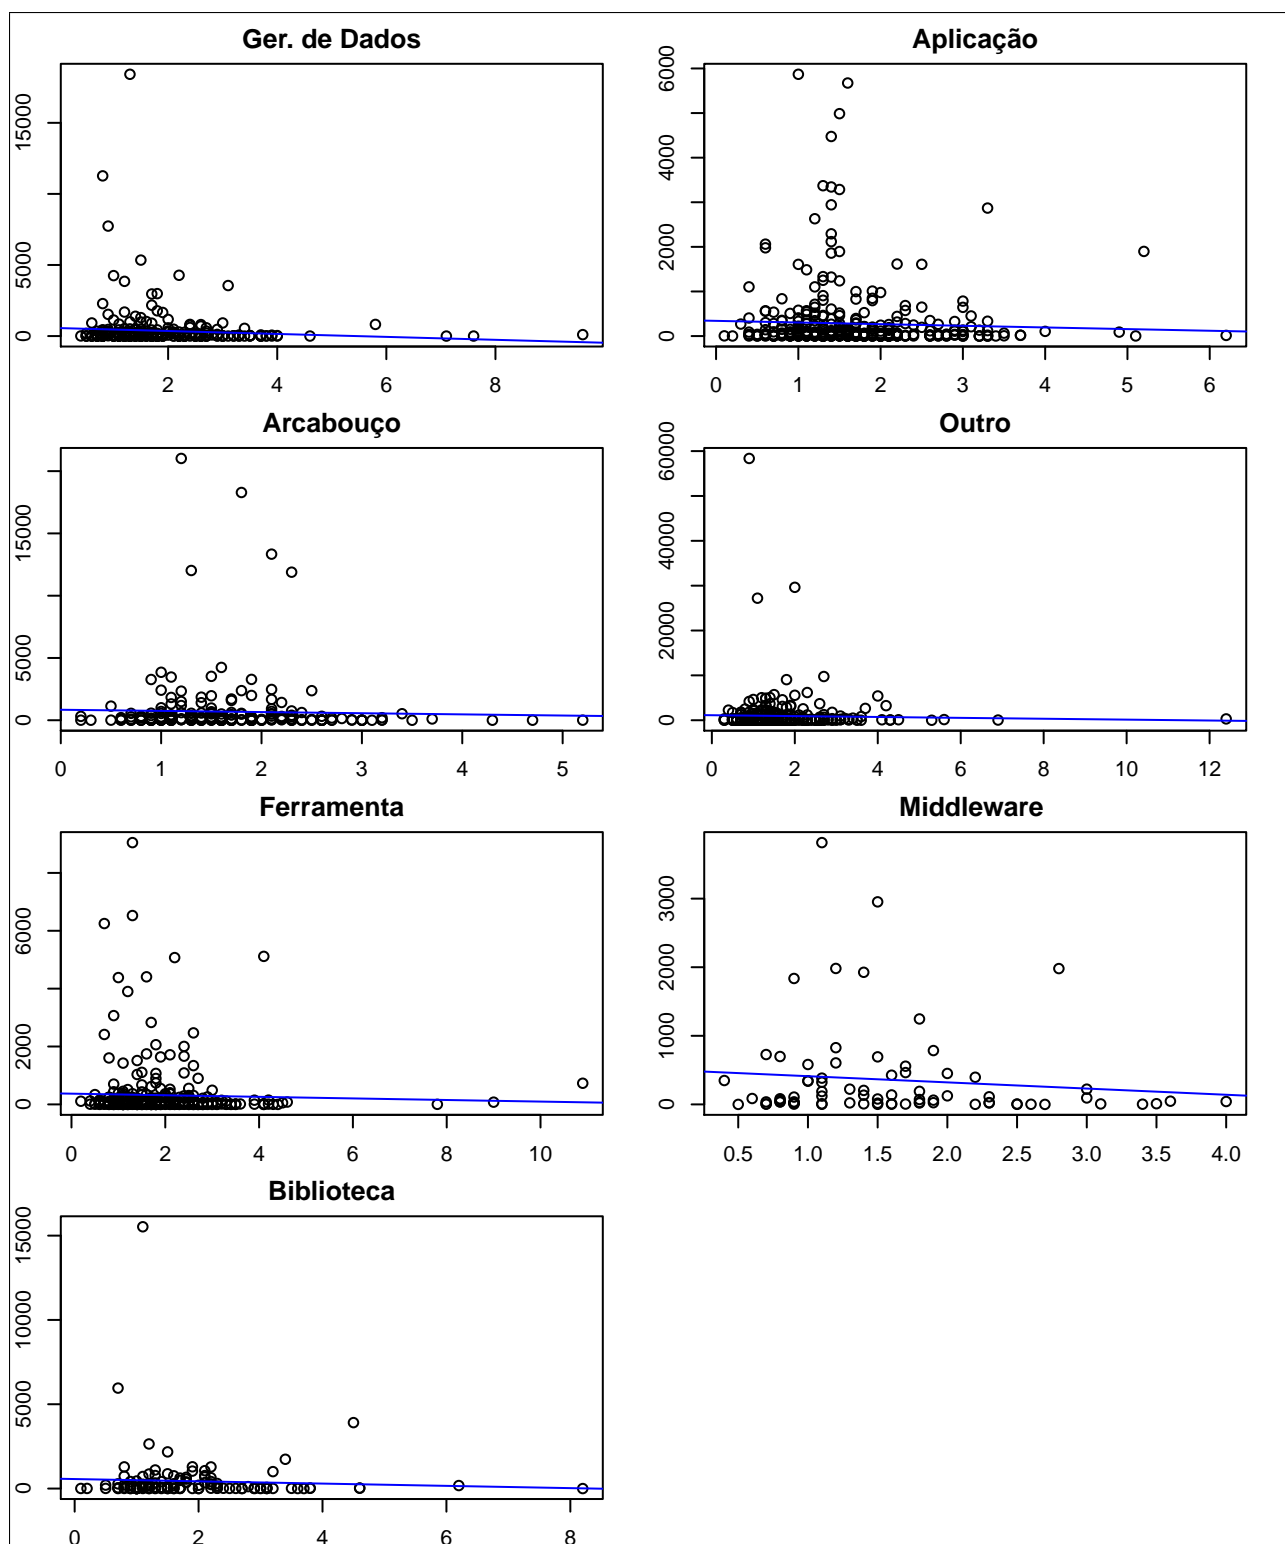 Ger. de Dados
0 5000 15000
2 4 6 8
Aplicação
0 2000 4000 6000
0 1 2 3 4 5 6
Arcabouço
0 5000 15000
0 1 2 3 4 5
Outro
0 20000 40000 60000
0 2 4 6 8 10 12
Ferramenta
0 2000 6000
0 2 4 6 8 10
Middleware
0 1000 2000 3000
0.5 1.0 1.5 2.0 2.5 3.0 3.5 4.0
Biblioteca
0 5000 10000 15000
0 2 4 6 8